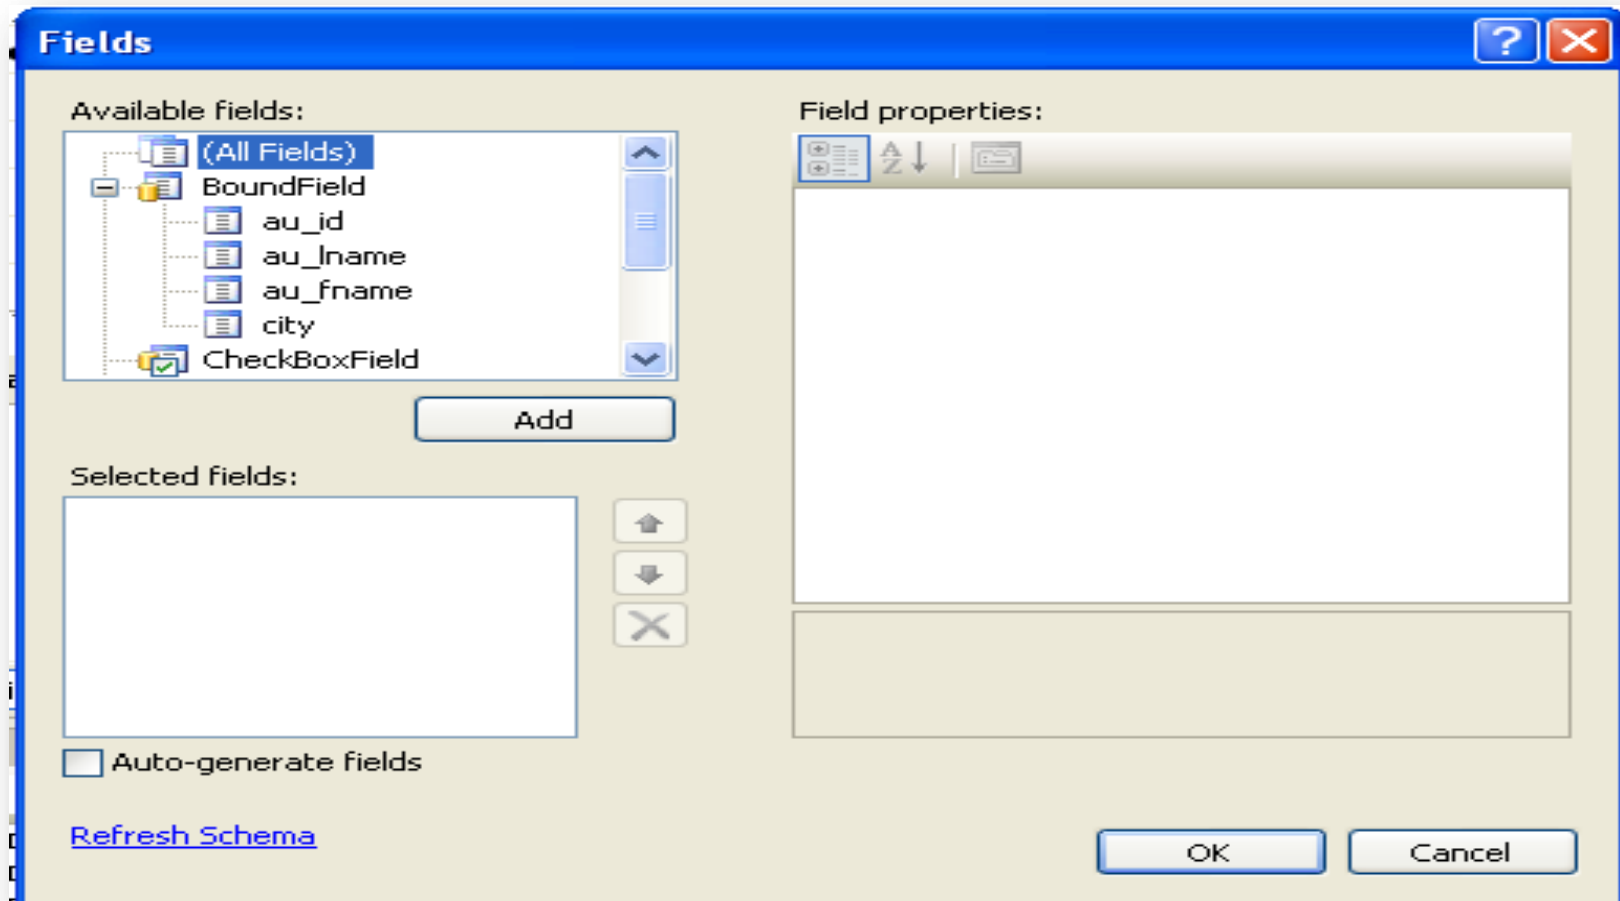 Fields
Available fields:
(All Fields)
BoundField
au_id
au_lname
au_fname
city
CheckBoxField
Add
Selected fields:
Auto-generate fields
Refresh Schema
Field properties:
OK
Cancel